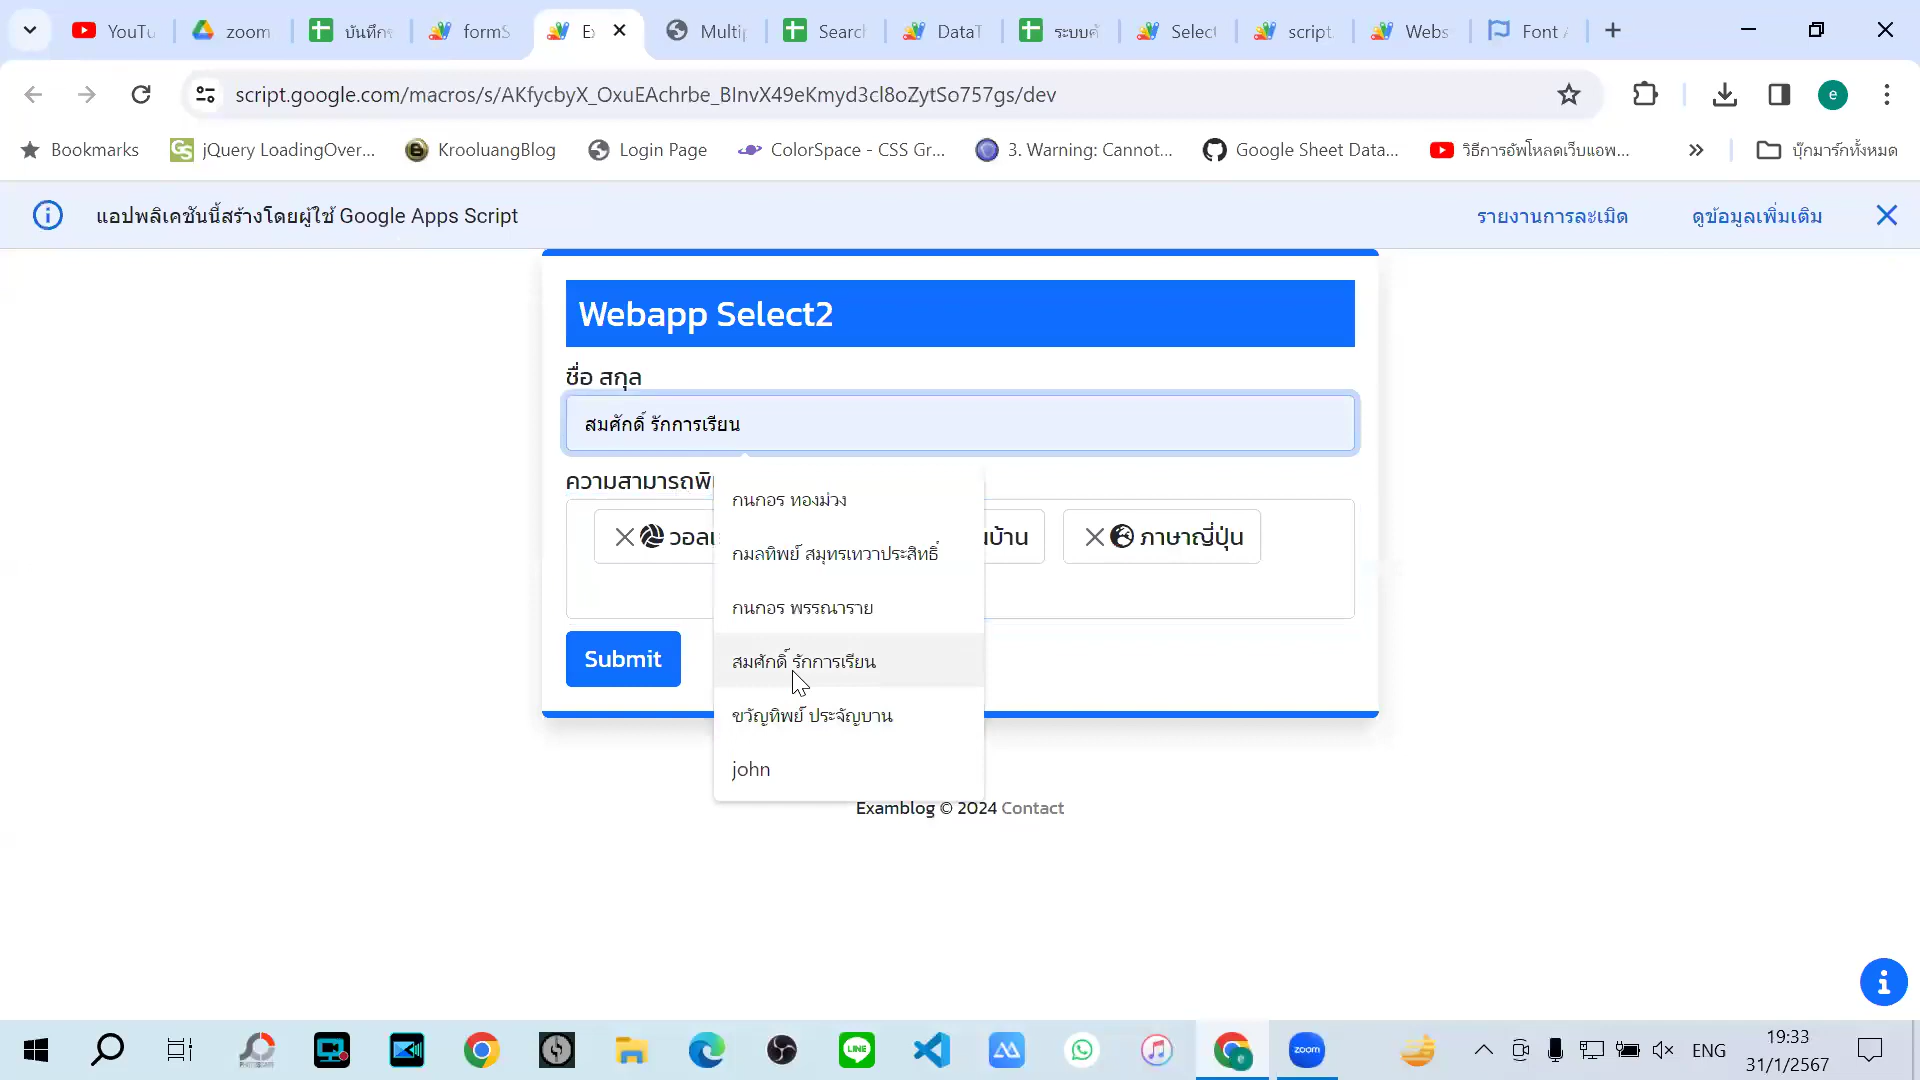 YouTu
zoom
บันทึก
formS
Ex
Multip
Search
DataT
ระบบค้
Select
script.
Webs
Font A
script.google.com/macros/s/AKfycbyX_OxuEAchrbe_BInvX49eKmyd3cl8oZytSo757gs/dev
e
Bookmarks
jQuery LoadingOver...
KrooluangBlog
Login Page
ColorSpace - CSS Gr...
3. Warning: Cannot...
Google Sheet Data...
วิธีการอัพโหลดเว็บแอพ...
บุ๊กมาร์กทั้งหมด
แอปพลิเคชันนี้สร้างโดยผู้ใช้ Google Apps Script
รายงานการละเมิด
ดูข้อมูลเพิ่มเติม
Webapp Select2
ชื่อ สกุล
สมศักดิ์ รักการเรียน
ความสามารถพิ
กนกอร ทองม่วง
วอลเ
นบ้าน
ภาษาญี่ปุ่น
กมลทิพย์ สมุทรเทวาประสิทธิ์
กนกอร พรรณาราย
Submit
สมศักดิ์ รักการเรียน
ขวัญทิพย์ ประจัญบาน
john
Examblog © 2024 Contact
LINE
zoom
ENG
19:33
31/1/2567